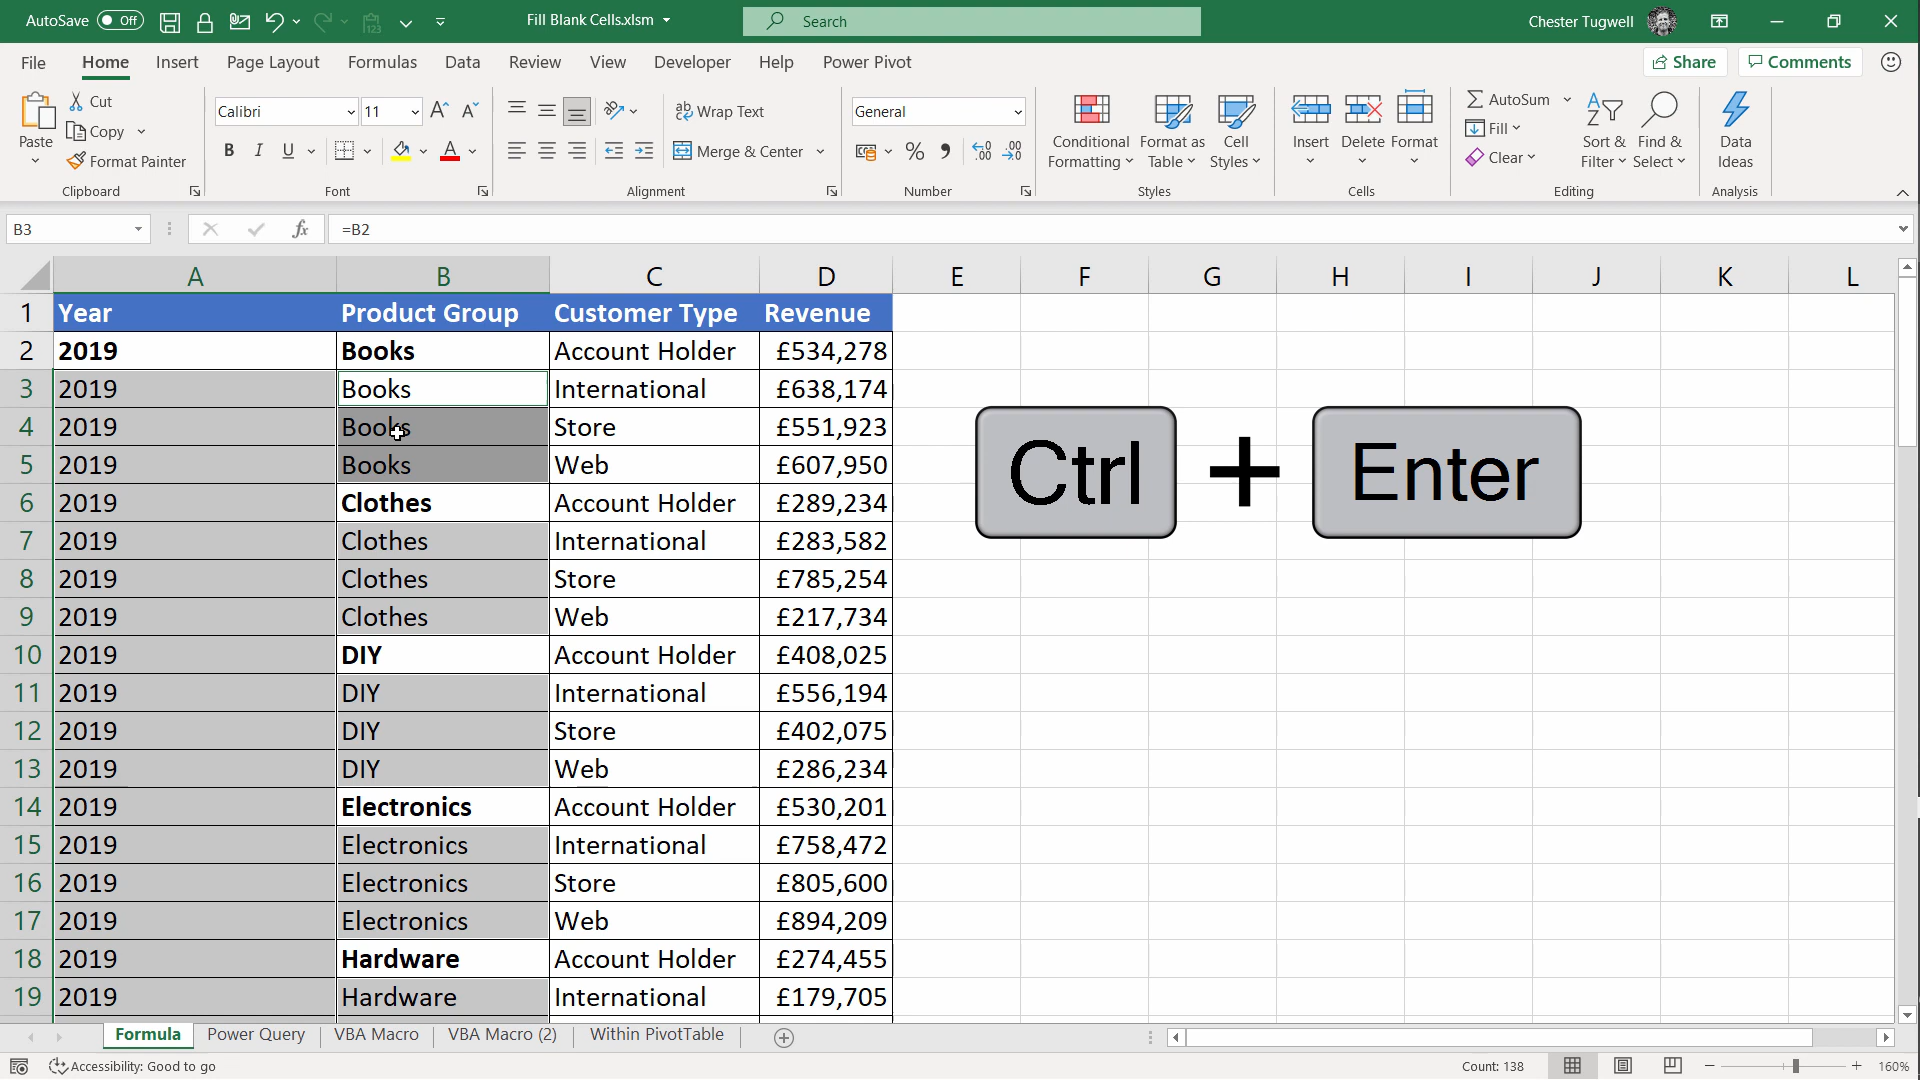 AutoSave Off
Fill Blank Cells.xlsm
Search
Chester Tugwell
File Home Insert Page Layout Formulas Data Review View Developer Help Power Pivot
Share Comments
Paste
Cut
Copy
Format Painter
Clipboard
Calibri 11
B I U
Font
Wrap Text
Merge & Center
Alignment
General
Number
Conditional Formatting
Format as Table
Cell Styles
Styles
Insert
Delete
Format
Cells
AutoSum
Fill
Clear
Sort & Filter
Find & Select
Editing
Data Ideas
Analysis
B3 fx =B2
A B C D E F G H I J K L
1 Year Product Group Customer Type Revenue
2 2019 Books Account Holder £534,278
3 2019 Books International £638,174
4 2019 Books Store £551,923
5 2019 Books Web £607,950
6 2019 Clothes Account Holder £289,234
7 2019 Clothes International £283,582
8 2019 Clothes Store £785,254
9 2019 Clothes Web £217,734
10 2019 DIY Account Holder £408,025
11 2019 DIY International £556,194
12 2019 DIY Store £402,075
13 2019 DIY Web £286,234
14 2019 Electronics Account Holder £530,201
15 2019 Electronics International £758,472
16 2019 Electronics Store £805,600
17 2019 Electronics Web £894,209
18 2019 Hardware Account Holder £274,455
19 2019 Hardware International £179,705
Ctrl + Enter
Formula Power Query VBA Macro VBA Macro (2) Within PivotTable
Accessibility: Good to go
Count: 138
160%